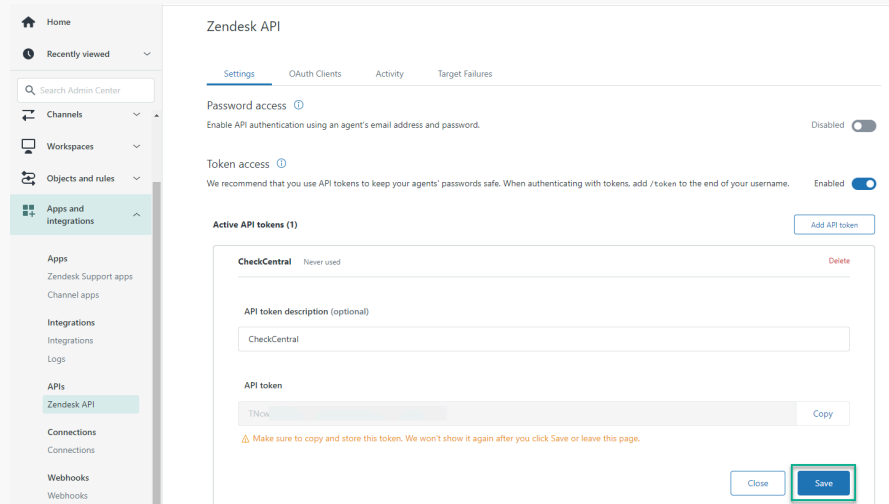 Home
Recently viewed
Search Admin Center
Channels
Workspaces
Objects and rules
Apps and
integrations
Apps
Zendesk Support apps
Channel apps
Integrations
Integrations
Logs
APIs
Zendesk API
Connections
Connections
Webhooks
Webhooks
Zendesk API
Settings OAuth Clients Activity Target Failures
Password access
Enable API authentication using an agent's email address and password. Disabled
Token access
We recommend that you use API tokens to keep your agents' passwords safe. When authenticating with tokens, add /token to the end of your username. Enabled
Active API tokens (1) Add API token
CheckCentral Never used Delete
API token description (optional)
CheckCentral
API token
TNcw Copy
Make sure to copy and store this token. We won't show it again after you click Save or leave this page.
Close Save